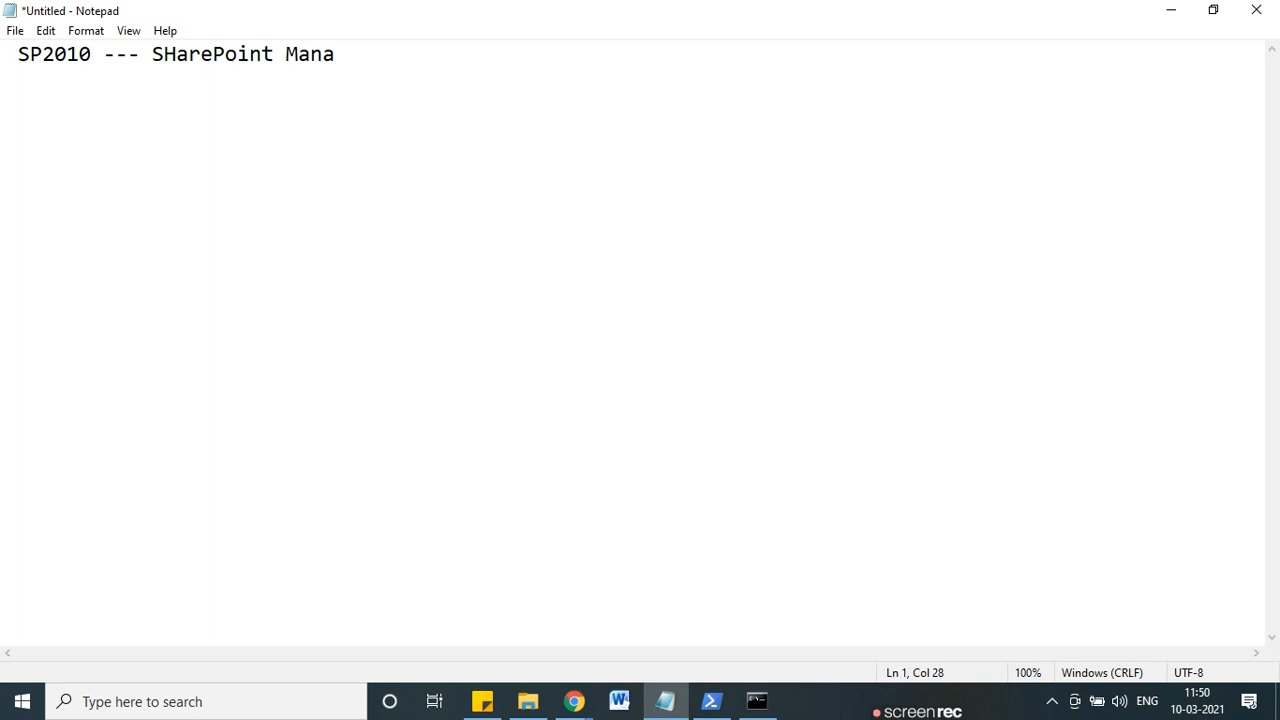 *Untitled - Notepad
File Edit Format View Help
SP2010 --- SHarePoint Mana
Ln 1, Col 28 100% Windows (CRLF) UTF-8
Type here to search
screenrec
ENG
11:50
10-03-2021